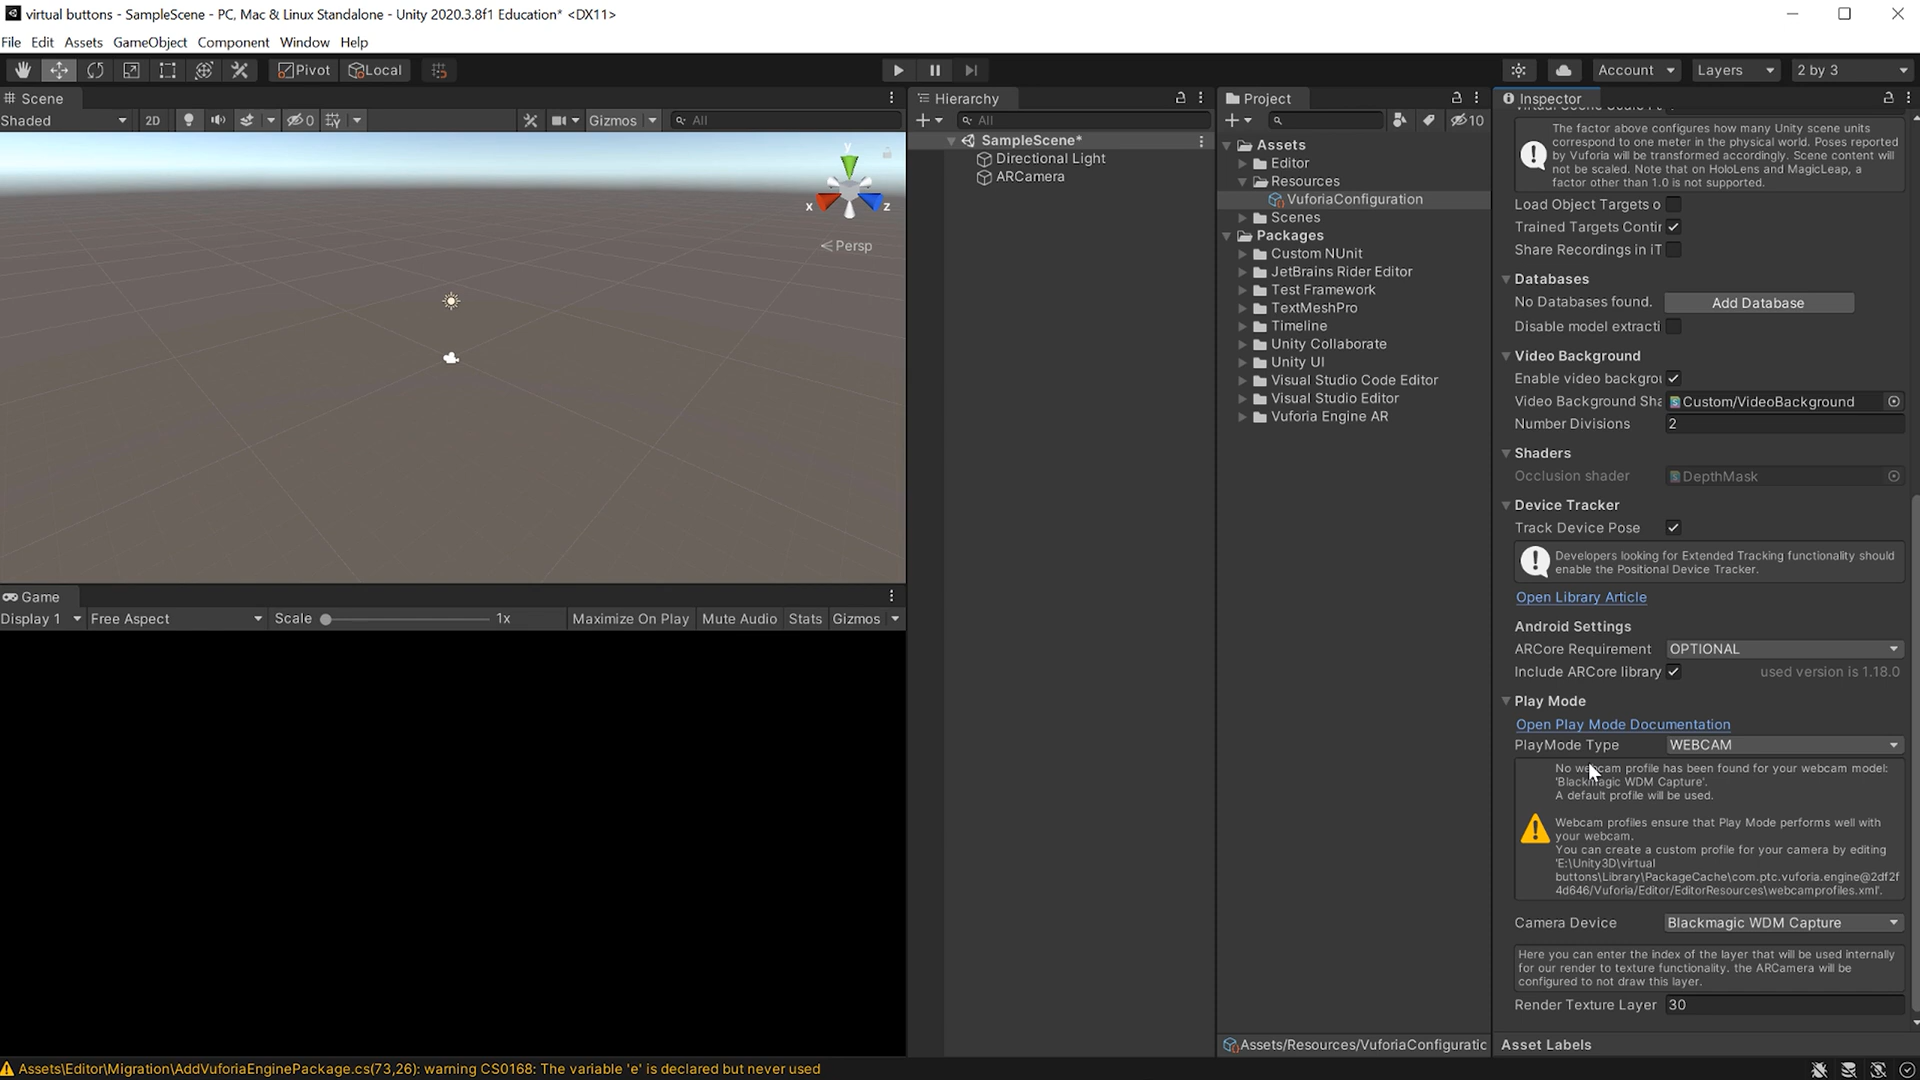 virtual buttons - SampleScene - PC, Mac & Linux Standalone - Unity 2020.3.8f1 Education* <DX11>
File Edit Assets GameObject Component Window Help
Pivot Local Account Layers 2 by 3
Scene
Shaded 2D 0 Gizmos All
y
x z
Persp
Game
Display 1 Free Aspect Scale 1x Maximize On Play Mute Audio Stats Gizmos
Hierarchy
All
SampleScene*
Directional Light
ARCamera
Project
10
Assets
Editor
Resources
VuforiaConfiguration
Scenes
Packages
Custom NUnit
JetBrains Rider Editor
Test Framework
TextMeshPro
Timeline
Unity Collaborate
Unity UI
Visual Studio Code Editor
Visual Studio Editor
Vuforia Engine AR
Assets/Resources/VuforiaConfiguratic
Inspector
The factor above configures how many Unity scene units
correspond to one meter in the physical world. Poses reported
by Vuforia will be transformed accordingly. Scene content will
not be scaled. Note that on HoloLens and MagicLeap, a
factor other than 1.0 is not supported.
Load Object Targets o
Trained Targets Contir
Share Recordings in iT
Databases
No Databases found. Add Database
Disable model extracti
Video Background
Enable video backgrou
Video Background Sha Custom/VideoBackground
Number Divisions 2
Shaders
Occlusion shader DepthMask
Device Tracker
Track Device Pose
Developers looking for Extended Tracking functionality should
enable the Positional Device Tracker.
Open Library Article
Android Settings
ARCore Requirement OPTIONAL
Include ARCore library used version is 1.18.0
Play Mode
Open Play Mode Documentation
PlayMode Type WEBCAM
No webcam profile has been found for your webcam model:
'Blackmagic WDM Capture'.
A default profile will be used.
Webcam profiles ensure that Play Mode performs well with
your webcam.
You can create a custom profile for your camera by editing
'E:\Unity3D\virtual
buttons\Library\PackageCache\com.ptc.vuforia.engine@2df2f
4d646/Vuforia/Editor/EditorResources\webcamprofiles.xml'.
Camera Device Blackmagic WDM Capture
Here you can enter the index of the layer that will be used internally
for our render to texture functionality. the ARCamera will be
configured to not draw this layer.
Render Texture Layer 30
Asset Labels
Assets\Editor\Migration\AddVuforiaEnginePackage.cs(73,26): warning CS0168: The variable 'e' is declared but never used